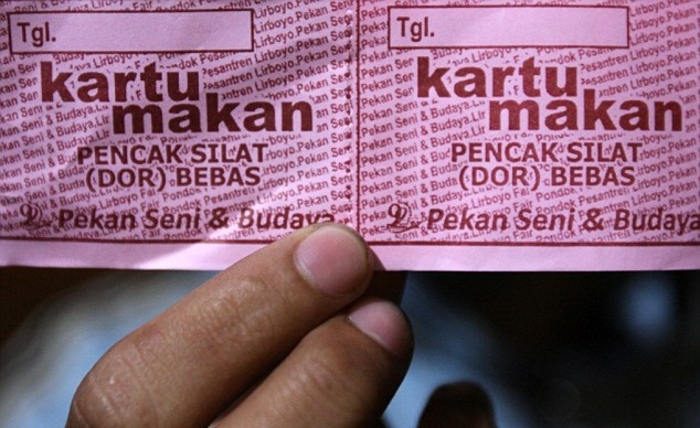 Tgl.
kartu
makan
PENCAK SILAT
(DOR) BEBAS
Pekan Seni & Budaya
Tgl.
kartu
makan
PENCAK SILAT
(DOR) BEBAS
Pekan Seni & Budaya